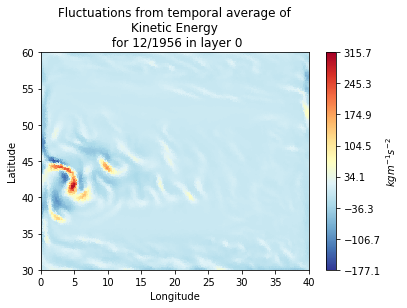 Fluctuations from temporal average of
Kinetic Energy
for 12/1956 in layer 0
60
55
50
45
40
35
30
Latitude
0 5 10 15 20 25 30 35 40
Longitude
315.7
245.3
174.9
104.5
34.1
−36.3
−106.7
−177.1
kgm⁻¹s⁻²